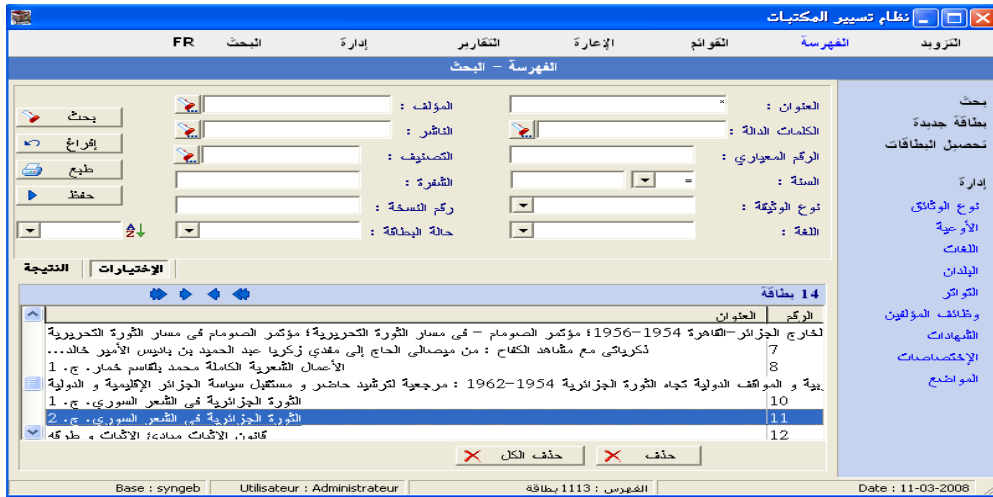 نظام تسيير المكتبات
التزويد الفهرسة القوائم الإعارة التقارير إدارة البحث FR
الفهرسة – البحث
بحث
بطاقة جديدة
تحصيل البطاقات
إدارة
نوع الوثائق
الأوعية
اللغات
البلدان
التواتر
وظائف المؤلفين
الشهادات
الإختصاصات
المواضع
العنوان : * المؤلف : بحث
الكلمات الدالة : الناشر : إفراغ
الرقم المعياري : التصنيف : طبع
السنة : = الشفرة : حفظ
نوع الوثيقة : رقم النسخة :
اللغة : حالة البطاقة :
الإختيارات النتيجة
14 بطاقة
الرقم العنوان
لخارج الجزائر–القاهرة 1954–1956؛ مؤتمر الصومام – في مسار الثورة التحريرية؛ مؤتمر الصومام في مسار الثورة التحريرية
7 ذكرياتي مع مشاهد الكفاح : من ميصالي الحاج إلى مفدي زكريا عبد الحميد بن باديس الأمير خالد...
8 الأعمال الشعرية الكاملة محمد بلقاسم خمار. ج. 1
ربية و المواقف الدولية تجاه الثورة الجزائرية 1954–1962 : مرجعية لترشيد حاضر و مستقبل سياسة الجزائر الإقليمية و الدولية
10 الثورة الجزائرية في الشعر السوري. ج. 1
11 الثورة الجزائرية في الشعر السوري. ج. 2
12 قانون الإثبات مبادئ الإثبات و طرقه
حذف حذف الكل
Base : syngeb Utilisateur : Administrateur الفهرس : 1113 بطاقة Date : 11-03-2008